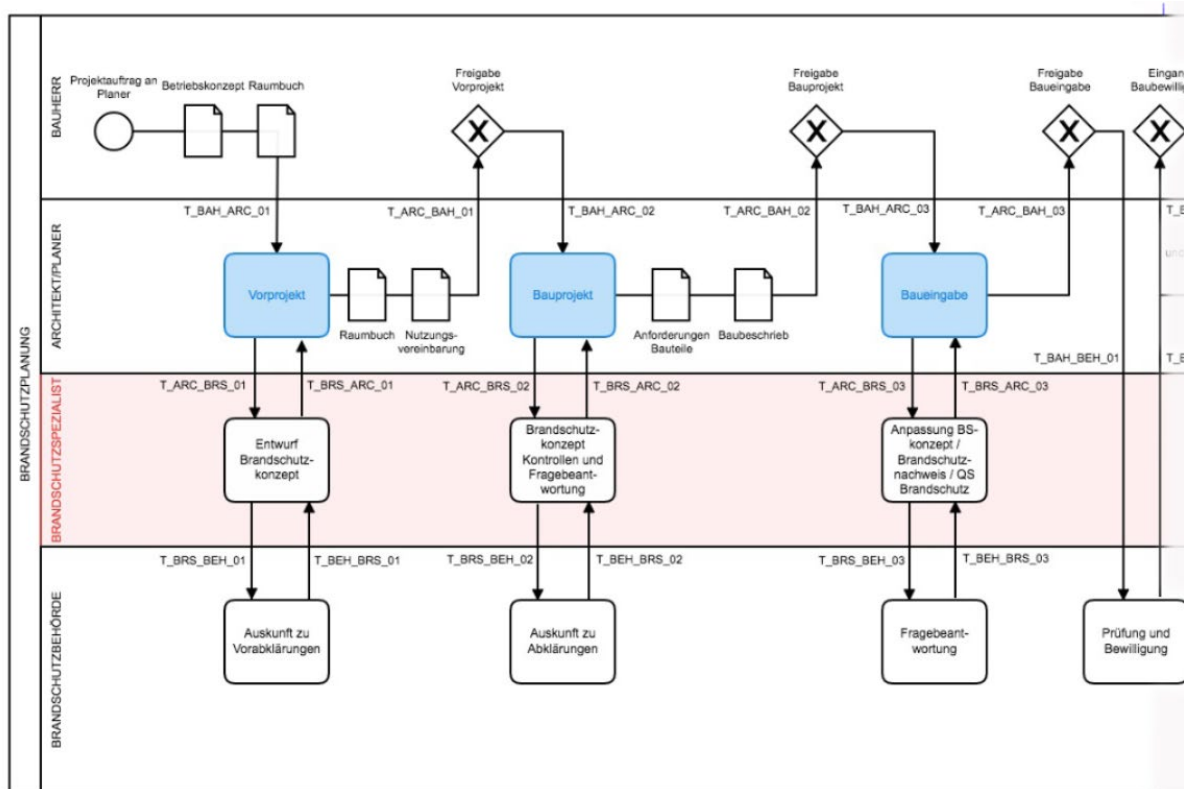 BRANDSCHUTZPLANUNG
BAUHERR
Projektauftrag an
Planer
Betriebskonzept
Raumbuch
Freigabe
Vorprojekt
Freigabe
Bauprojekt
Freigabe
Baueingabe
T_BAH_ARC_01
T_ARC_BAH_01
T_BAH_ARC_02
T_ARC_BAH_02
T_BAH_ARC_03
T_ARC_BAH_03
ARCHITEKT/PLANER
Vorprojekt
Raumbuch
Nutzungs-
vereinbarung
Bauprojekt
Anforderungen
Bauteile
Baubeschrieb
Baueingabe
T_BAH_BEH_01
T_ARC_BRS_01
T_BRS_ARC_01
T_ARC_BRS_02
T_BRS_ARC_02
T_ARC_BRS_03
T_BRS_ARC_03
BRANDSCHUTZSPEZIALIST
Entwurf
Brandschutz-
konzept
Brandschutz-
konzept
Kontrollen und
Fragebeant-
wortung
Anpassung BS-
konzept /
Brandschutz-
nachweis / QS
Brandschutz
T_BRS_BEH_01
T_BEH_BRS_01
T_BRS_BEH_02
T_BEH_BRS_02
T_BRS_BEH_03
T_BEH_BRS_03
BRANDSCHUTZBEHÖRDE
Auskunft zu
Vorabklärungen
Auskunft zu
Abklärungen
Fragebeant-
wortung
Prüfung und
Bewilligung